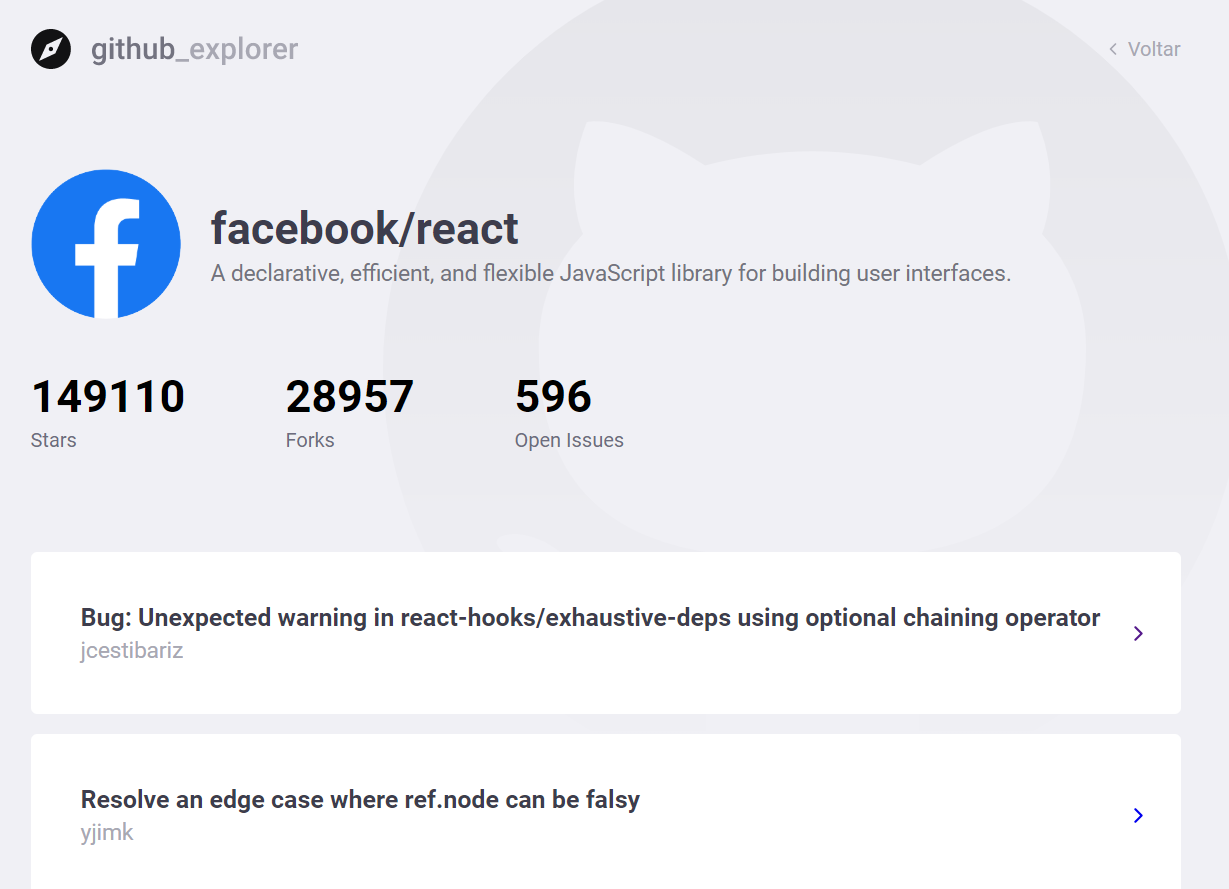 github_explorer
Voltar
facebook/react
A declarative, efficient, and flexible JavaScript library for building user interfaces.
149110 28957 596
Stars Forks Open Issues
Bug: Unexpected warning in react-hooks/exhaustive-deps using optional chaining operator
jcestibariz
Resolve an edge case where ref.node can be falsy
yjimk